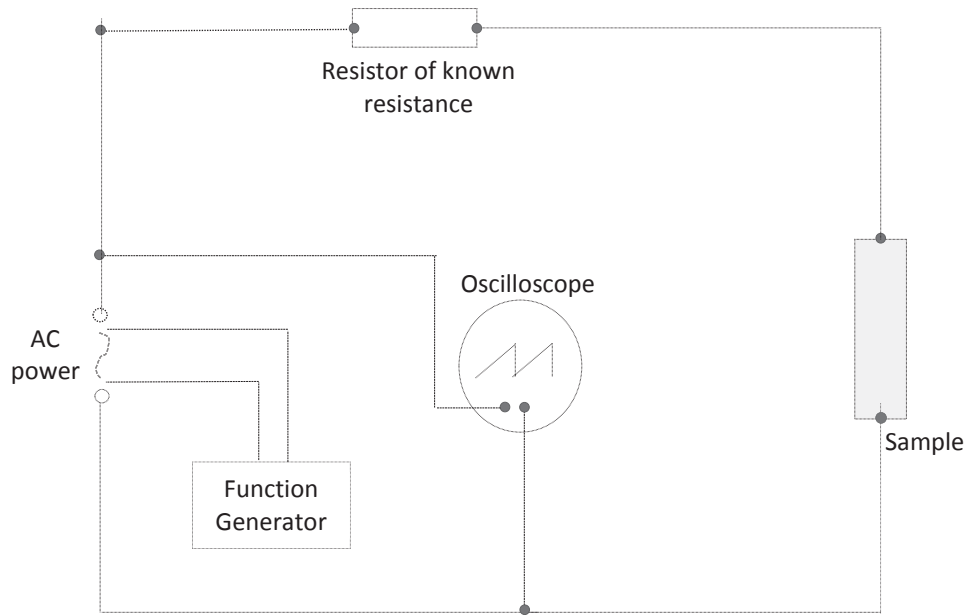 Resistor of known
resistance
Oscilloscope
AC
power
Sample
Function
Generator